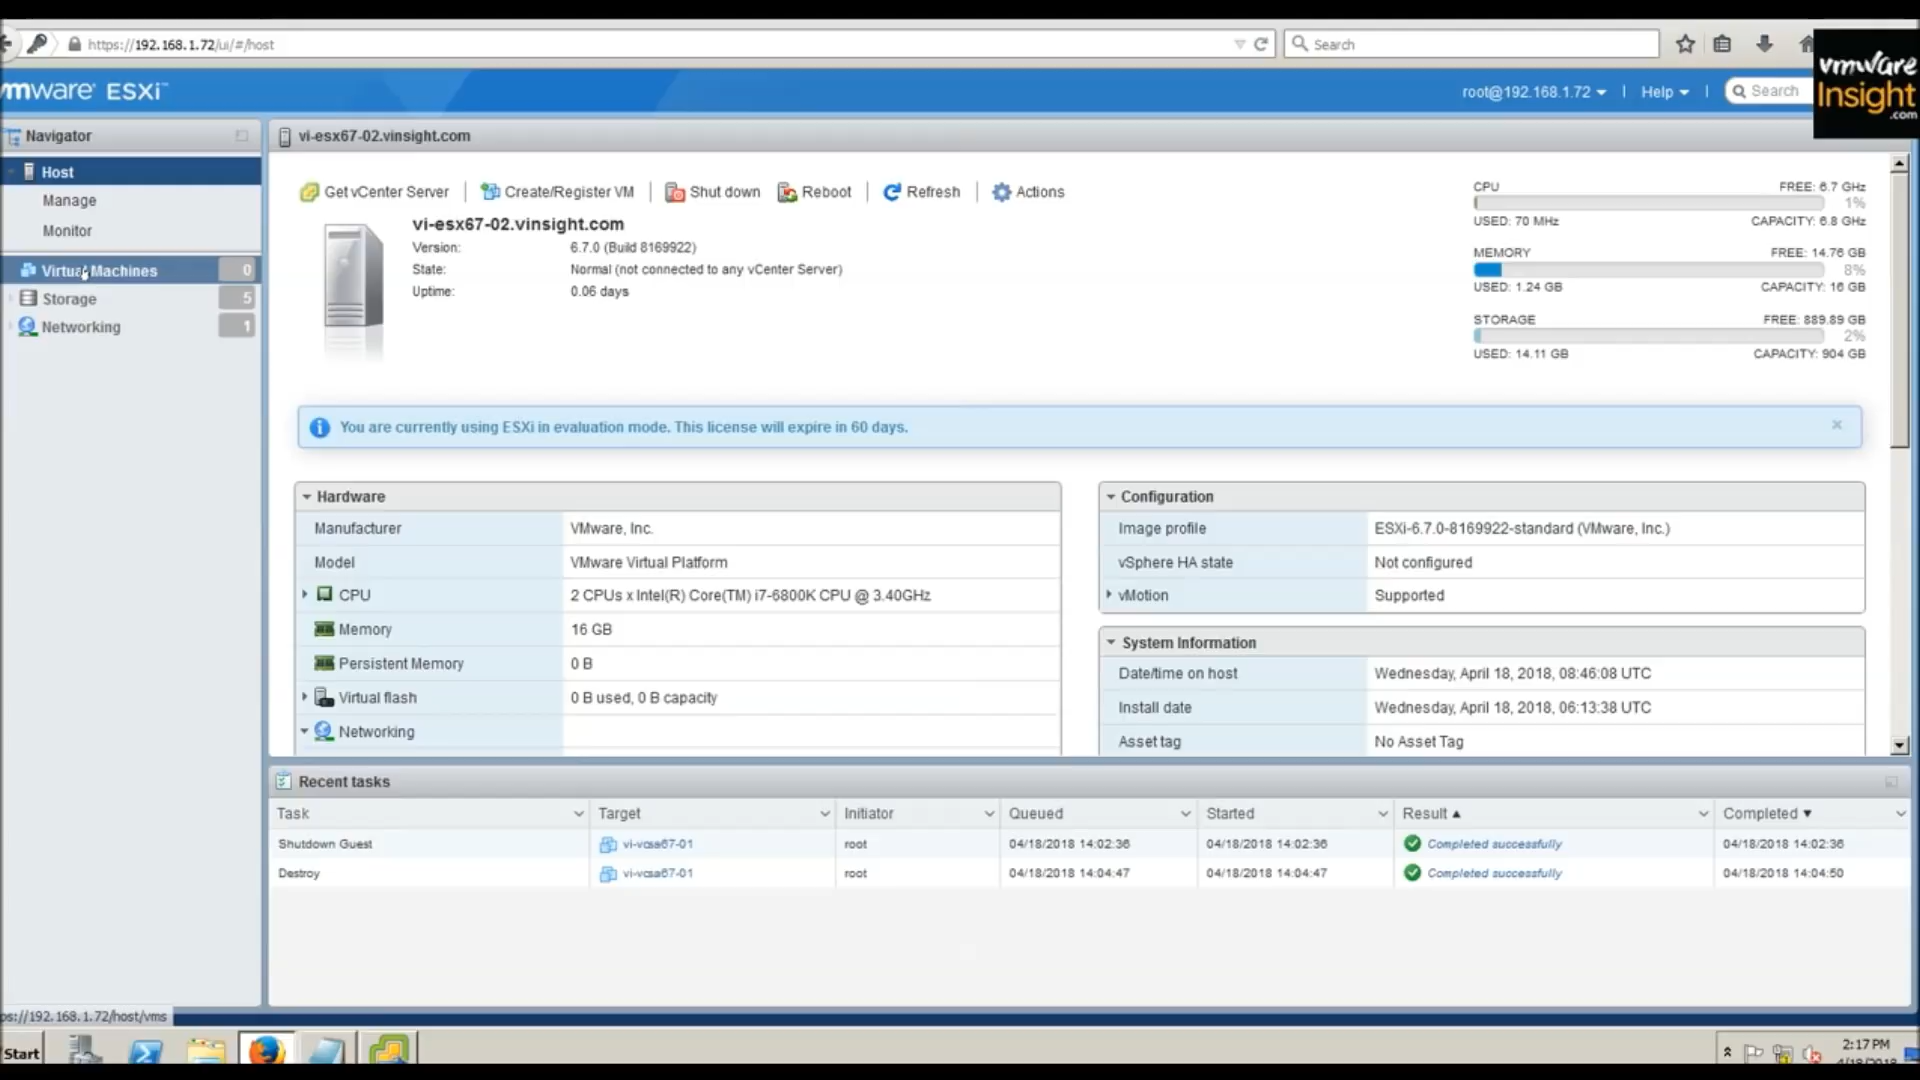 https://192.168.1.72/ui/#/host
Search
vmware
Insight
.com
mware ESXi
root@192.168.1.72
Help
Search
Navigator
vi-esx67-02.vinsight.com
Host
Manage
Monitor
Virtual Machines 0
Storage 5
Networking 1
Get vCenter Server
Create/Register VM
Shut down
Reboot
Refresh
Actions
vi-esx67-02.vinsight.com
Version: 6.7.0 (Build 8169922)
State: Normal (not connected to any vCenter Server)
Uptime: 0.06 days
CPU FREE: 6.7 GHz
1%
USED: 70 MHz CAPACITY: 6.8 GHz
MEMORY FREE: 14.76 GB
8%
USED: 1.24 GB CAPACITY: 16 GB
STORAGE FREE: 889.89 GB
2%
USED: 14.11 GB CAPACITY: 904 GB
You are currently using ESXi in evaluation mode. This license will expire in 60 days.
Hardware
Manufacturer VMware, Inc.
Model VMware Virtual Platform
CPU 2 CPUs x Intel(R) Core(TM) i7-6800K CPU @ 3.40GHz
Memory 16 GB
Persistent Memory 0 B
Virtual flash 0 B used, 0 B capacity
Networking
Configuration
Image profile ESXi-6.7.0-8169922-standard (VMware, Inc.)
vSphere HA state Not configured
vMotion Supported
System Information
Date/time on host Wednesday, April 18, 2018, 08:46:08 UTC
Install date Wednesday, April 18, 2018, 06:13:38 UTC
Asset tag No Asset Tag
Recent tasks
Task Target Initiator Queued Started Result Completed
Shutdown Guest vi-vcsa67-01 root 04/18/2018 14:02:36 04/18/2018 14:02:36 Completed successfully 04/18/2018 14:02:36
Destroy vi-vcsa67-01 root 04/18/2018 14:04:47 04/18/2018 14:04:47 Completed successfully 04/18/2018 14:04:50
ps://192.168.1.72/host/vms
Start
2:17 PM
4/18/2018